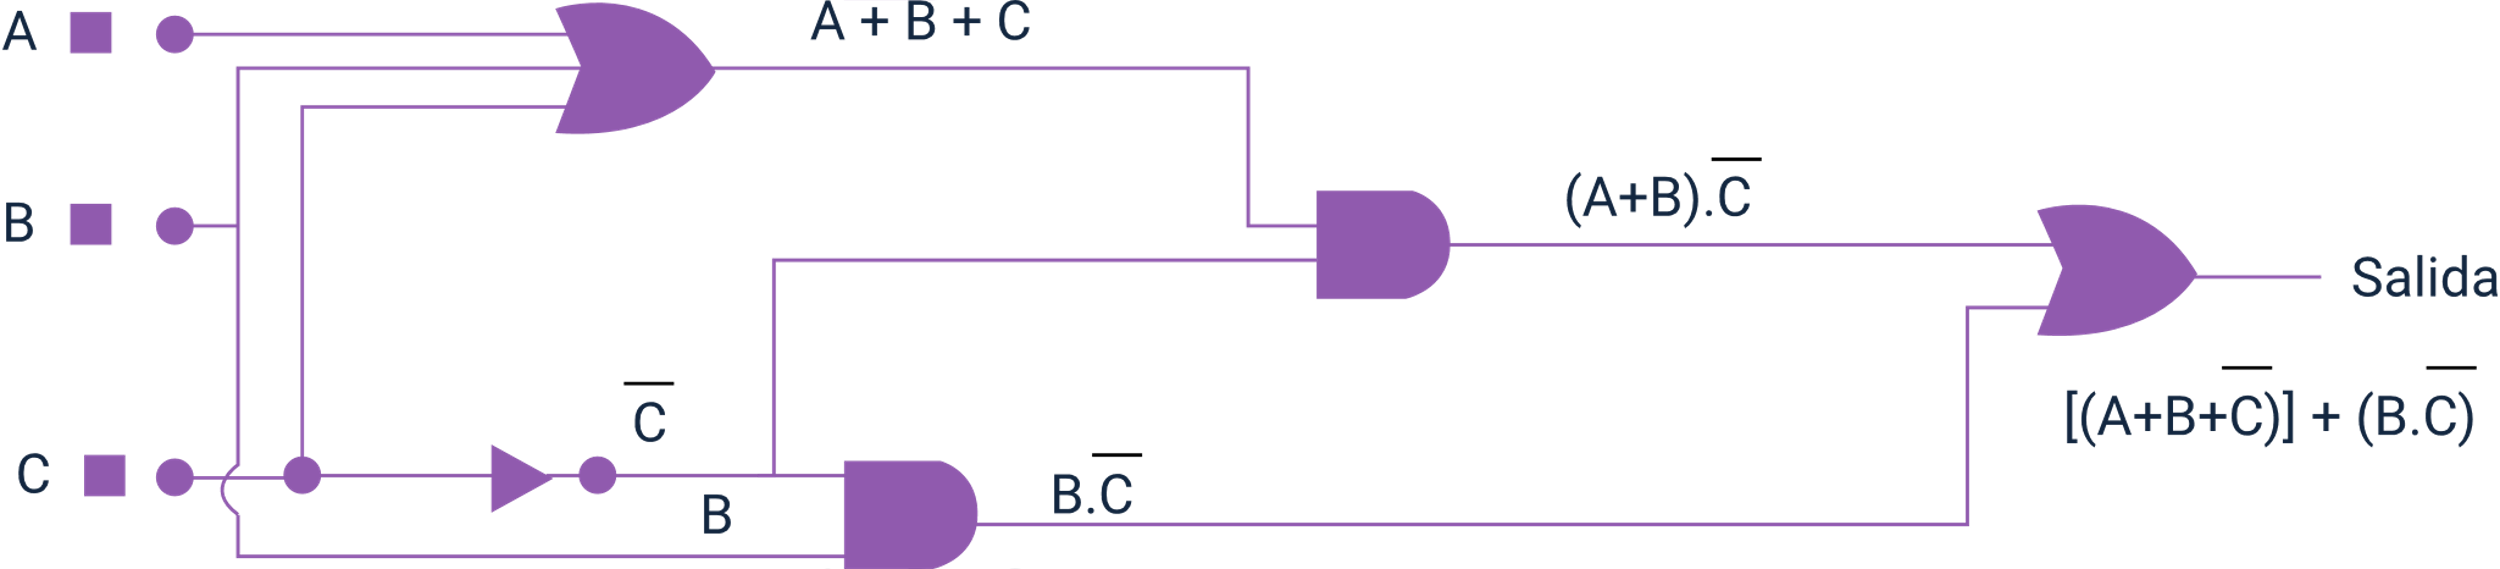 A
A + B + C
B
(A+B).C̅
Salida
C̅
[(A+B+C̅)] + (B.C̅)
C
B.C̅
B